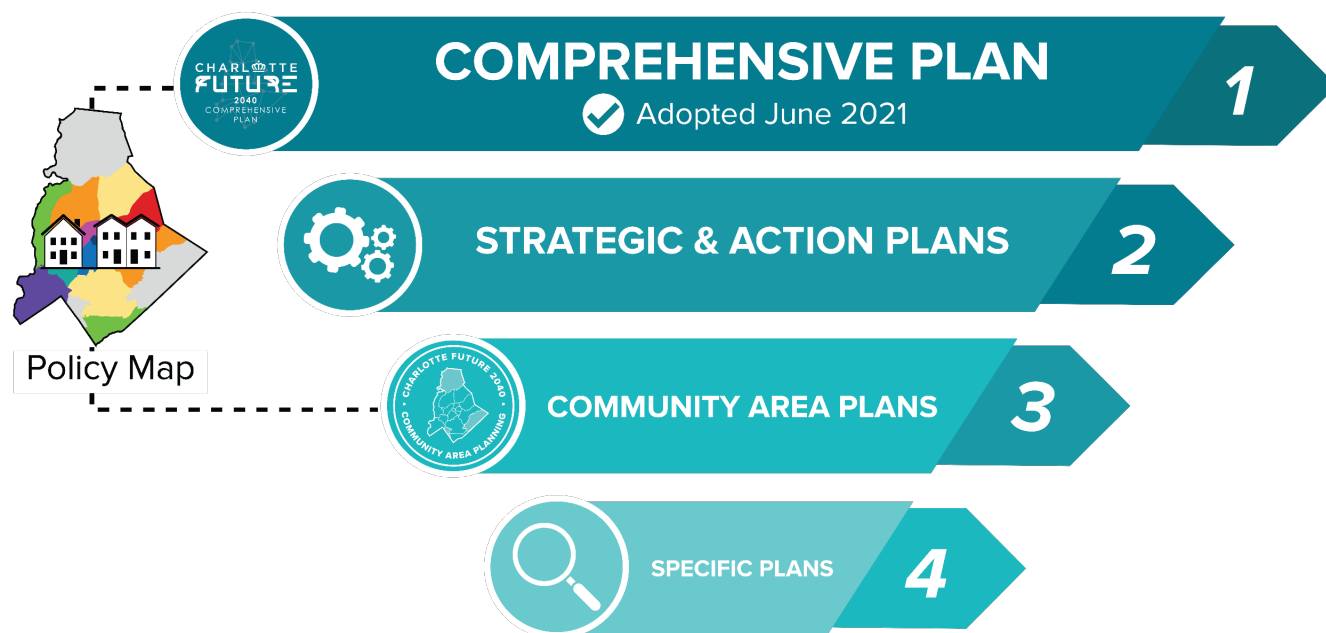 CHARLOTTE
FUTURE
2040
COMPREHENSIVE
PLAN
COMPREHENSIVE PLAN
Adopted June 2021
1
STRATEGIC & ACTION PLANS
2
Policy Map
CHARLOTTE FUTURE 2040
COMMUNITY AREA PLANNING
COMMUNITY AREA PLANS
3
SPECIFIC PLANS
4